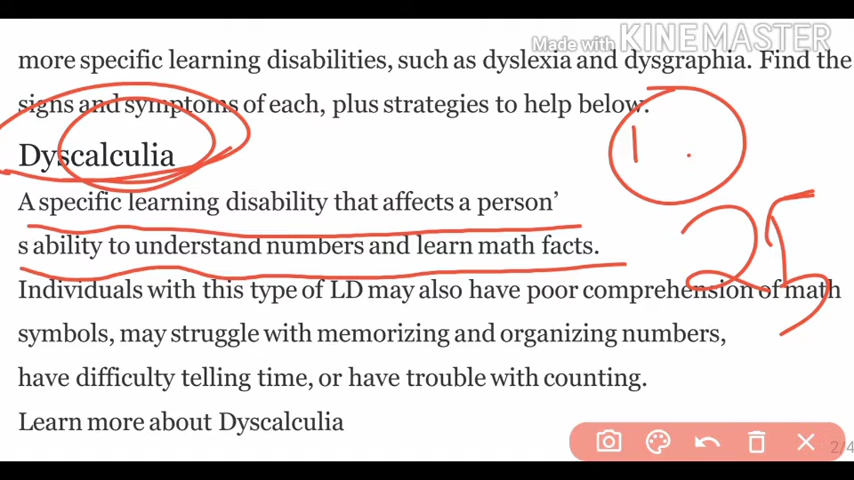 Made with KINEMASTER
more specific learning disabilities, such as dyslexia and dysgraphia. Find the
signs and symptoms of each, plus strategies to help below.
1 .
Dyscalculia
A specific learning disability that affects a person'
25
s ability to understand numbers and learn math facts.
Individuals with this type of LD may also have poor comprehension of math
symbols, may struggle with memorizing and organizing numbers,
have difficulty telling time, or have trouble with counting.
Learn more about Dyscalculia
2/4